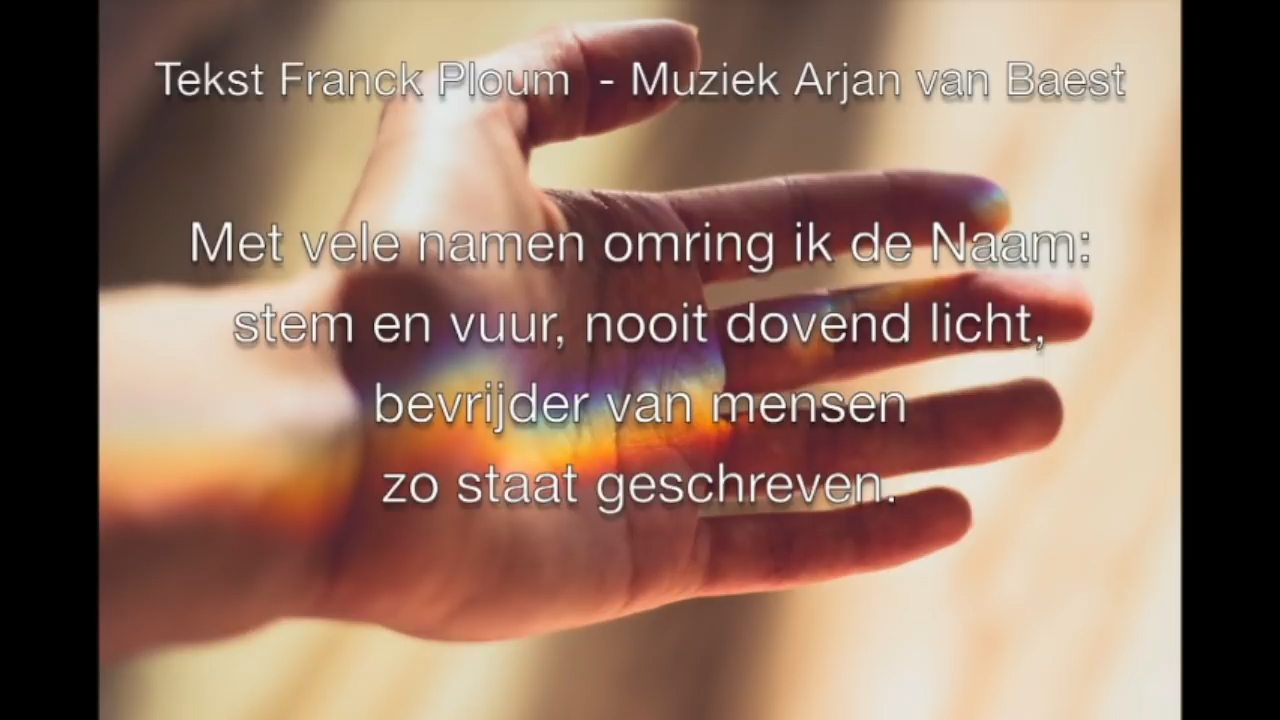 Tekst Franck Ploum - Muziek Arjan van Baest
Met vele namen omring ik de Naam:
stem en vuur, nooit dovend licht,
bevrijder van mensen
zo staat geschreven.